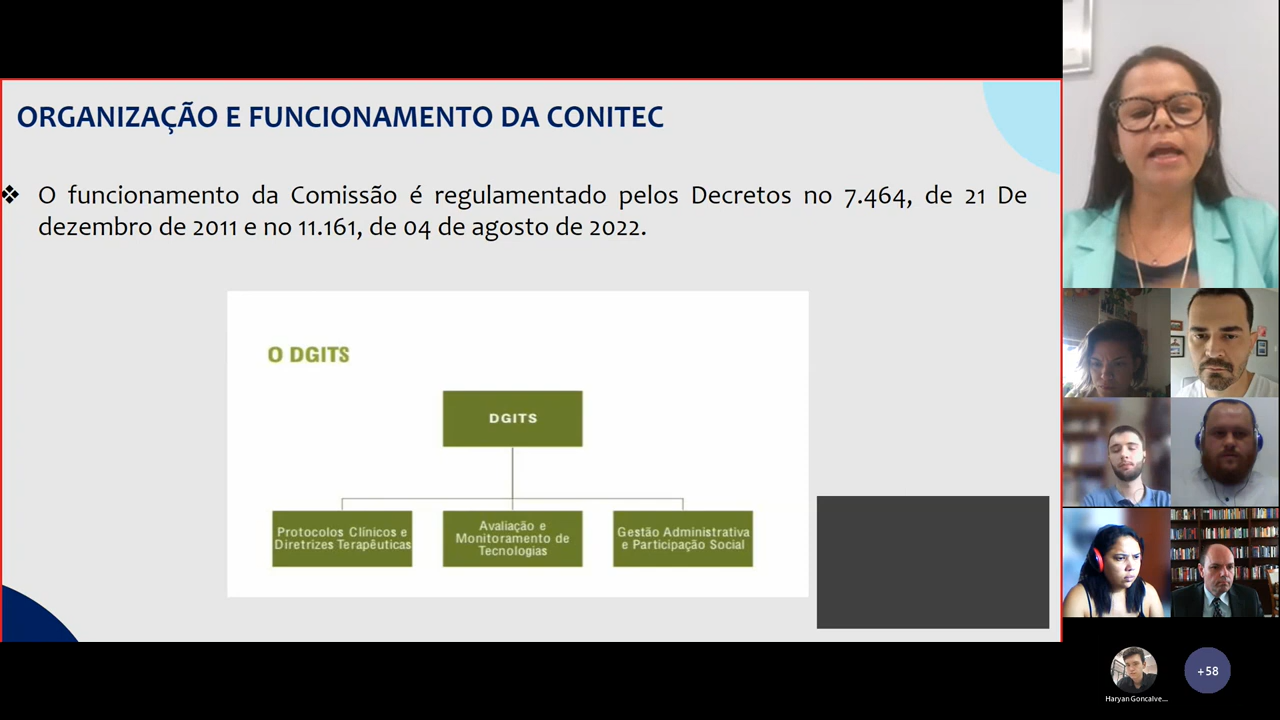 ORGANIZAÇÃO E FUNCIONAMENTO DA CONITEC
❖ O funcionamento da Comissão é regulamentado pelos Decretos no 7.464, de 21 De
dezembro de 2011 e no 11.161, de 04 de agosto de 2022.
O DGITS
DGITS
Protocolos Clínicos e
Diretrizes Terapêuticas
Avaliação e
Monitoramento de
Tecnologias
Gestão Administrativa
e Participação Social
+58
Haryan Goncalve...